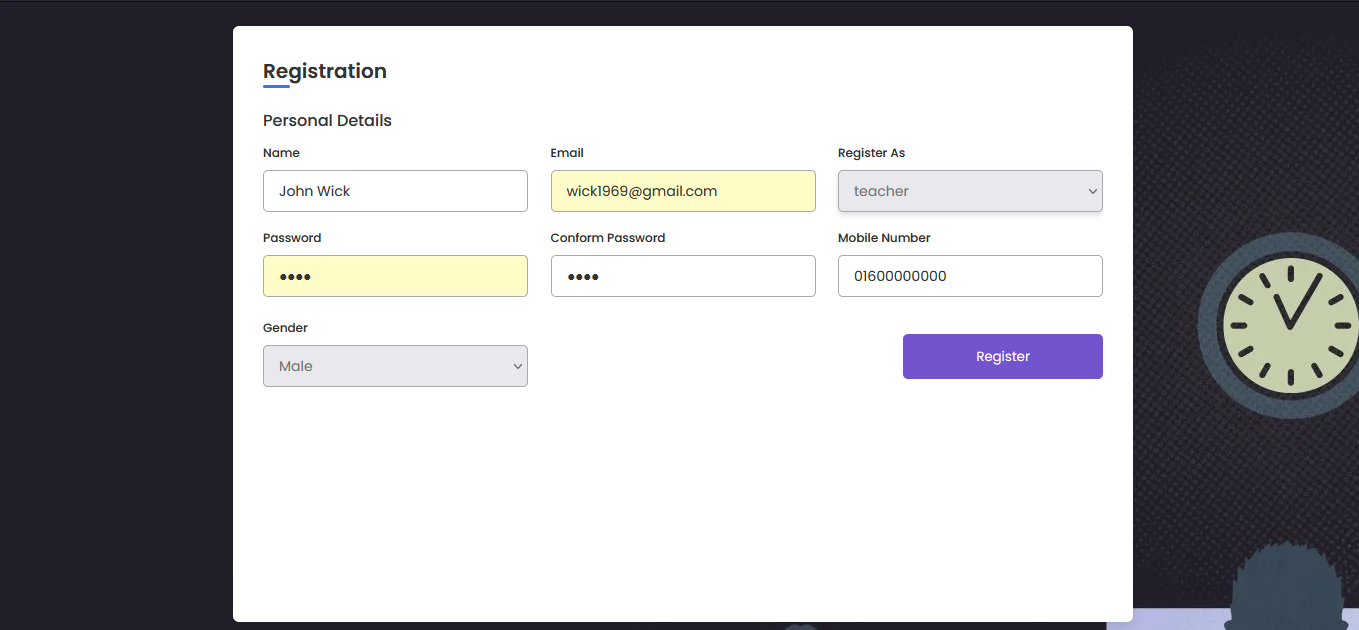 Registration
Personal Details
Name Email Register As
John Wick wick1969@gmail.com teacher
Password Conform Password Mobile Number
•••• •••• 01600000000
Gender
Male Register